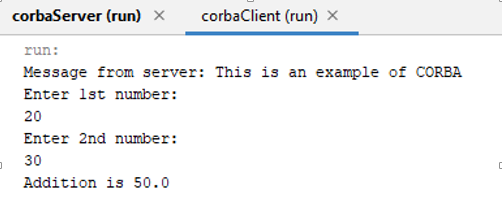 corbaServer (run) × corbaClient (run) ×
run:
Message from server: This is an example of CORBA
Enter 1st number:
20
Enter 2nd number:
30
Addition is 50.0